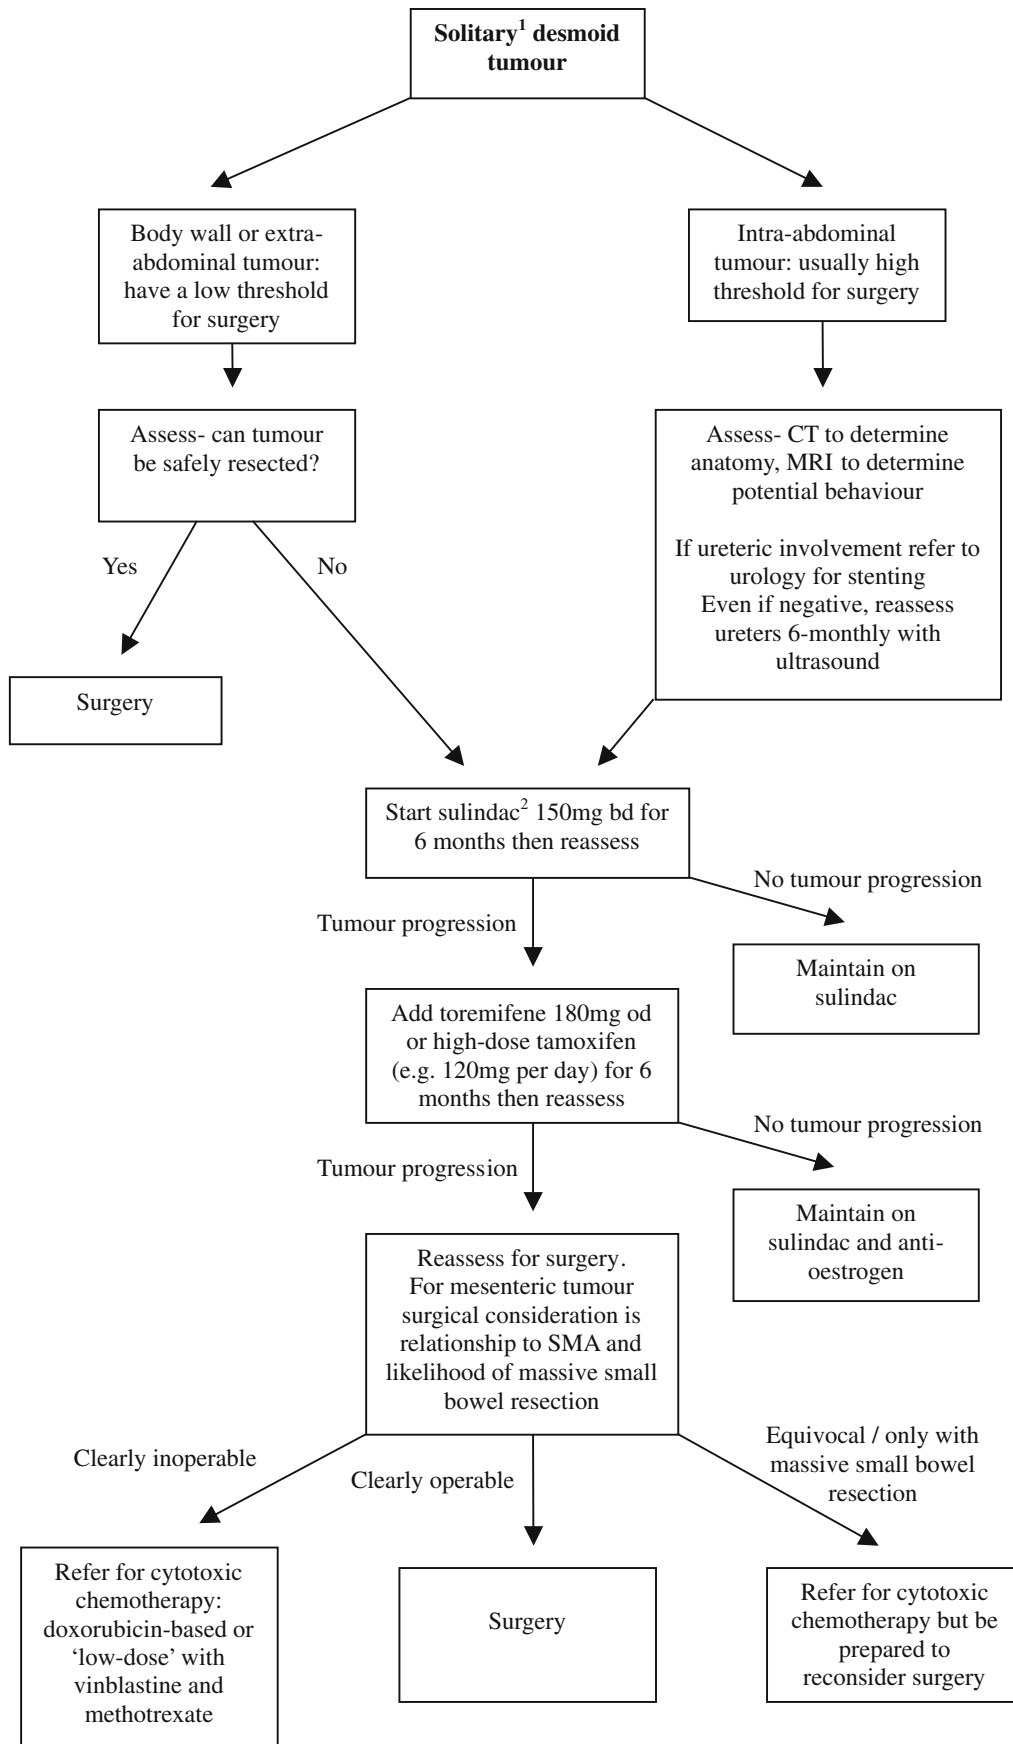 Solitary¹ desmoid
tumour
Body wall or extra-
abdominal tumour:
have a low threshold
for surgery
Intra-abdominal
tumour: usually high
threshold for surgery
Assess- can tumour
be safely resected?
Assess- CT to determine
anatomy, MRI to determine
potential behaviour
If ureteric involvement refer to
urology for stenting
Even if negative, reassess
ureters 6-monthly with
ultrasound
Yes
No
Surgery
Start sulindac² 150mg bd for
6 months then reassess
No tumour progression
Tumour progression
Maintain on
sulindac
Add toremifene 180mg od
or high-dose tamoxifen
(e.g. 120mg per day) for 6
months then reassess
No tumour progression
Tumour progression
Maintain on
sulindac and anti-
oestrogen
Reassess for surgery.
For mesenteric tumour
surgical consideration is
relationship to SMA and
likelihood of massive small
bowel resection
Clearly inoperable
Clearly operable
Equivocal / only with
massive small bowel
resection
Refer for cytotoxic
chemotherapy:
doxorubicin-based or
‘low-dose’ with
vinblastine and
methotrexate
Surgery
Refer for cytotoxic
chemotherapy but be
prepared to
reconsider surgery